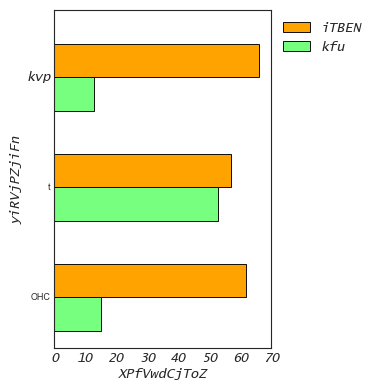 iTBEN
kfu
kvp
t
OHC
yiRVjPZjiFn
0 10 20 30 40 50 60 70
XPfVwdCjToZ